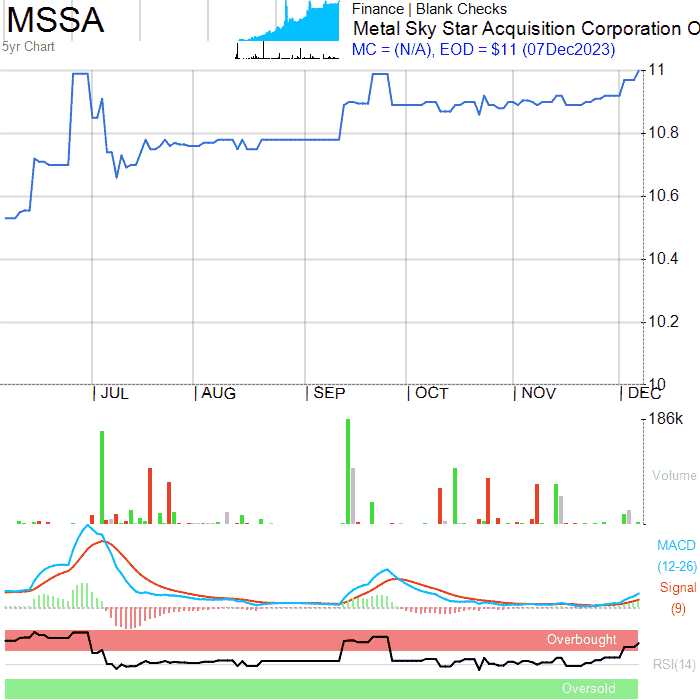 MSSA
5yr Chart
Finance | Blank Checks
Metal Sky Star Acquisition Corporation O
MC = (N/A), EOD = $11 (07Dec2023)
11
10.8
10.6
10.4
10.2
10
JUL AUG SEP OCT NOV DEC
186k
Volume
MACD
(12-26)
Signal
(9)
Overbought
RSI(14)
Oversold